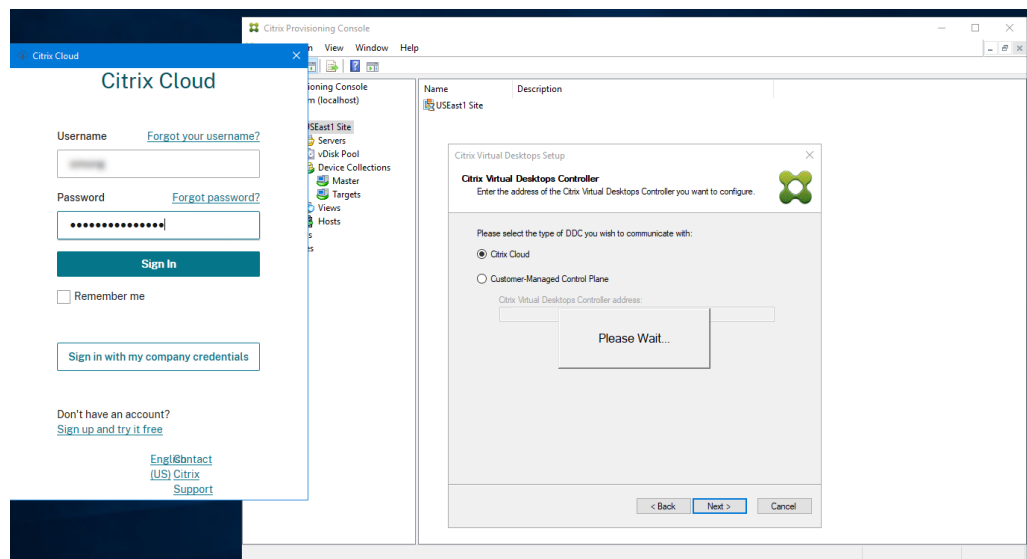 Citrix Provisioning Console
View Window Help
Citrix Cloud
Citrix Cloud
Username Forgot your username?
Password Forgot password?
Sign In
Remember me
Sign in with my company credentials
Don't have an account?
Sign up and try it free
English
(US)
Contact
Citrix
Support
(localhost)
Site
Servers
vDisk Pool
Device Collections
Master
Targets
Views
Hosts
Name Description
USEast1 Site
Citrix Virtual Desktops Setup
Citrix Virtual Desktops Controller
Enter the address of the Citrix Virtual Desktops Controller you want to configure.
Please select the type of DDC you wish to communicate with:
Citrix Cloud
Customer-Managed Control Plane
Citrix Virtual Desktops Controller address:
Please Wait...
< Back Next > Cancel